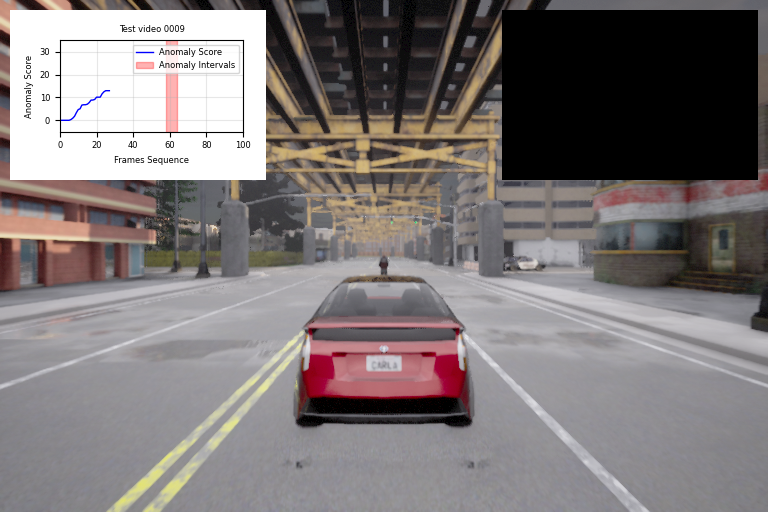 Test video 0009
Anomaly Score
30
20
10
0
Anomaly Score
Anomaly Intervals
0 20 40 60 80 100
Frames Sequence
CARLA